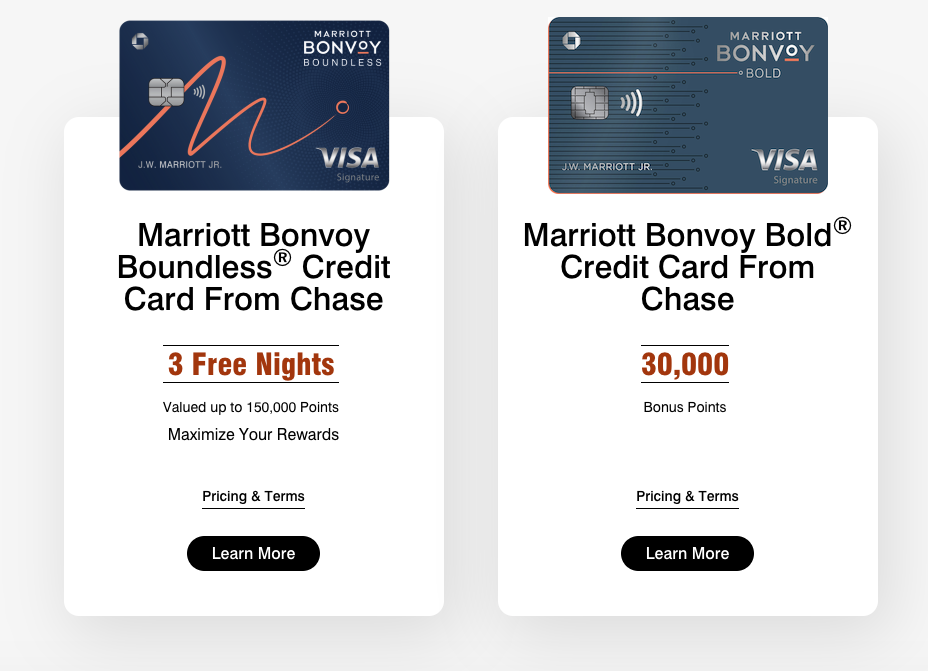 MARRIOTT
BONVOY
BOUNDLESS
J.W. MARRIOTT JR.
VISA
Signature
Marriott Bonvoy
Boundless® Credit
Card From Chase
3 Free Nights
Valued up to 150,000 Points
Maximize Your Rewards
Pricing & Terms
Learn More
MARRIOTT
BONVOY
BOLD
J.W. MARRIOTT JR.
VISA
Signature
Marriott Bonvoy Bold®
Credit Card From
Chase
30,000
Bonus Points
Pricing & Terms
Learn More